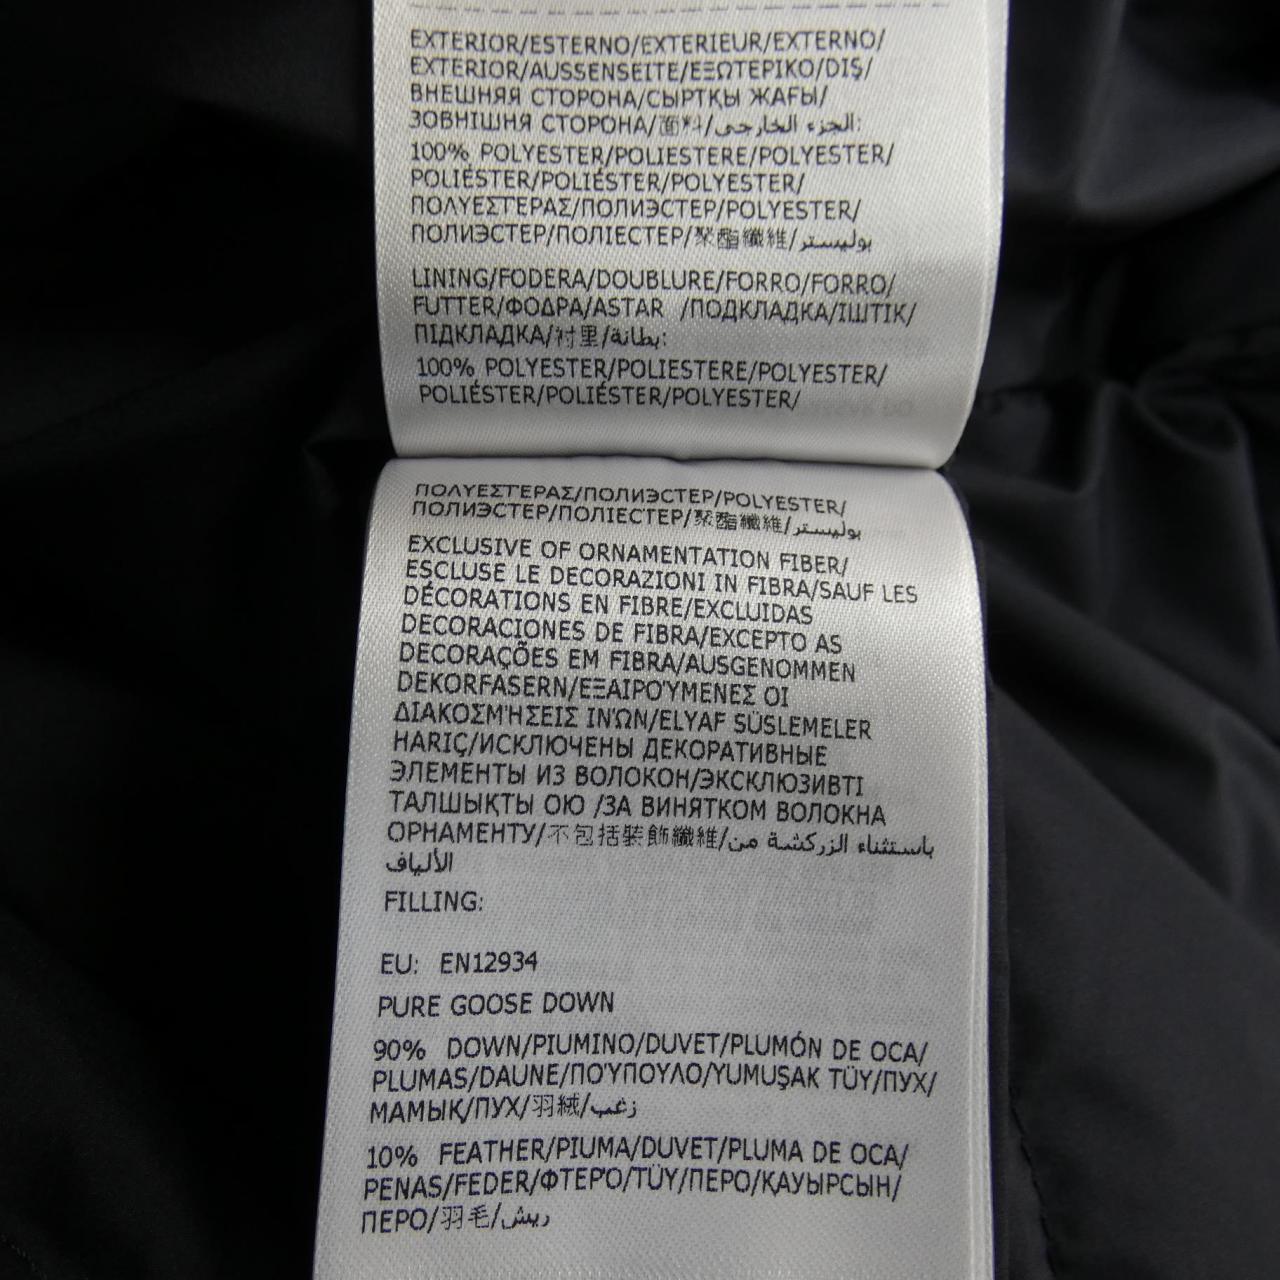 EXTERIOR/ESTERNO/EXTERIEUR/EXTERNO/
EXTERIOR/AUSSENSEITE/ΕΞΩΤΕΡΙΚΟ/DIŞ/
ВНЕШНЯЯ СТОРОНА/СЫРТҚЫ ЖАҒЫ/
ЗОВНІШНЯ СТОРОНА/面料/الجزء الخارجي:
100% POLYESTER/POLIESTERE/POLYESTER/
POLIÉSTER/POLIÉSTER/POLYESTER/
ΠΟΛΥΕΣΤΕΡΑΣ/ПОЛИЭСТЕР/POLYESTER/
ПОЛИЭСТЕР/ПОЛІЕСТЕР/聚酯纖維/بوليستر
LINING/FODERA/DOUBLURE/FORRO/FORRO/
FUTTER/ΦΟΔΡΑ/ASTAR /ПОДКЛАДКА/ІШТІК/
ПІДКЛАДКА/衬里/بطانة:
100% POLYESTER/POLIESTERE/POLYESTER/
POLIÉSTER/POLIÉSTER/POLYESTER/
ΠΟΛΥΕΣΤΕΡΑΣ/ПОЛИЭСТЕР/POLYESTER/
ПОЛИЭСТЕР/ПОЛІЕСТЕР/聚酯纖維/بوليستر
EXCLUSIVE OF ORNAMENTATION FIBER/
ESCLUSE LE DECORAZIONI IN FIBRA/SAUF LES
DÉCORATIONS EN FIBRE/EXCLUIDAS
DECORACIONES DE FIBRA/EXCEPTO AS
DECORAÇÕES EM FIBRA/AUSGENOMMEN
DEKORFASERN/ΕΞΑΙΡΟΎΜΕΝΕΣ ΟΙ
ΔΙΑΚΟΣΜΉΣΕΙΣ ΙΝΏΝ/ELYAF SÜSLEMELER
HARIÇ/ИСКЛЮЧЕНЫ ДЕКОРАТИВНЫЕ
ЭЛЕМЕНТЫ ИЗ ВОЛОКОН/ЭКСКЛЮЗИВТІ
ТАЛШЫҚТЫ ОЮ /ЗА ВИНЯТКОМ ВОЛОКНА
ОРНАМЕНТУ/不包括裝飾纖維/باستثناء الزركشة من
الألياف
FILLING:
EU: EN12934
PURE GOOSE DOWN
90% DOWN/PIUMINO/DUVET/PLUMÓN DE OCA/
PLUMAS/DAUNE/ΠΟΎΠΟΥΛΟ/YUMUŞAK TÜY/ПУХ/
МАМЫҚ/ПУХ/羽絨/زغب
10% FEATHER/PIUMA/DUVET/PLUMA DE OCA/
PENAS/FEDER/ΦΤΕΡΌ/TÜY/ПЕРО/ҚАУЫРСЫН/
ПЕРО/羽毛/ريش